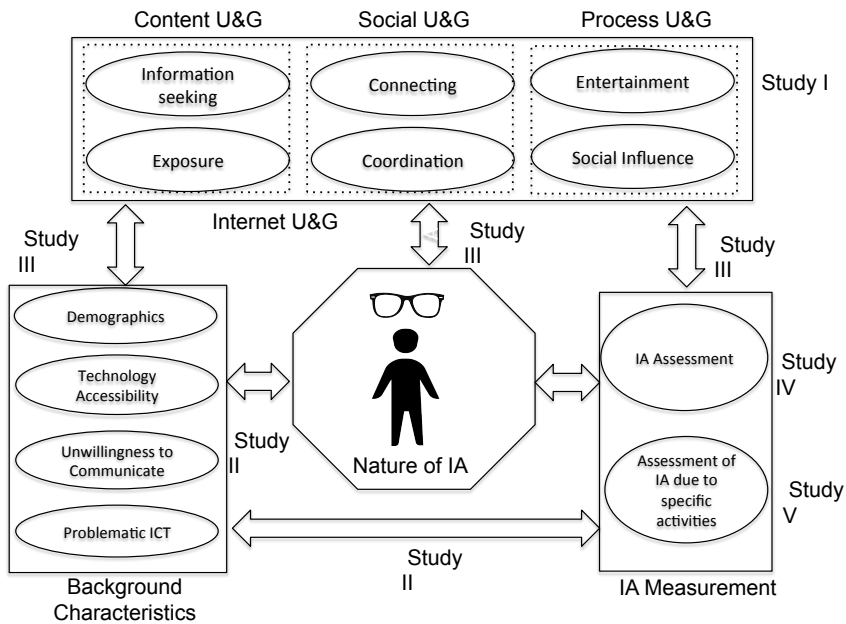 Content U&G
Social U&G
Process U&G
Information
seeking
Connecting
Entertainment
Study I
Exposure
Coordination
Social Influence
Internet U&G
Study
III
Study
III
Study
III
Demographics
Technology
Accessibility
Unwillingness to
Communicate
Problematic ICT
Background
Characteristics
Study
II
Nature of IA
Study
II
IA Assessment
Study
IV
Assessment of
IA due to
specific
activities
Study
V
IA Measurement